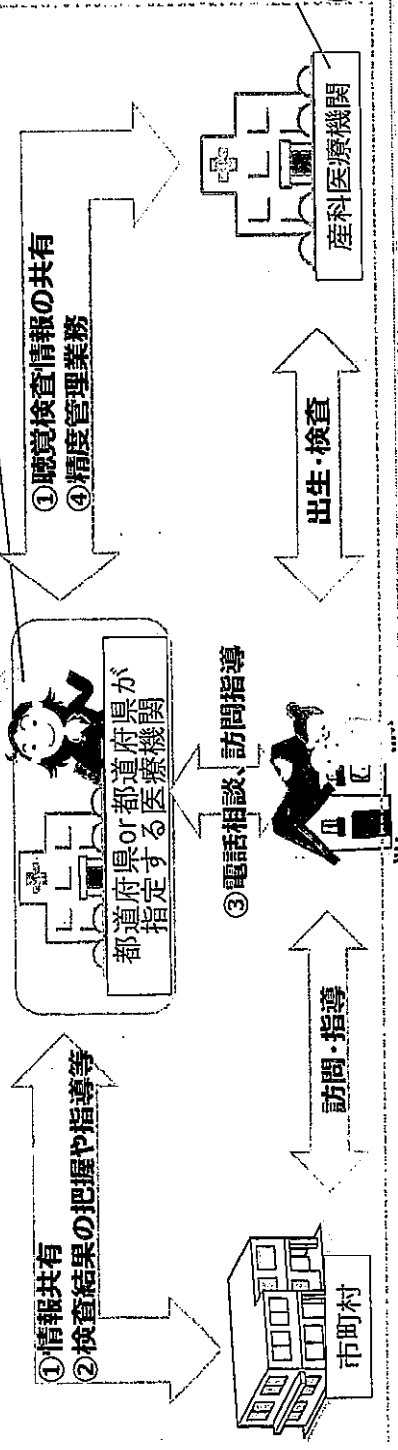 ①情報共有
②検査結果の把握や指導等
都道府県or都道府県が
指定する医療機関
①聴覚検査情報の共有
④精度管理業務
③電話相談、訪問指導
市町村
訪問・指導
出生・検査
産科医療機関